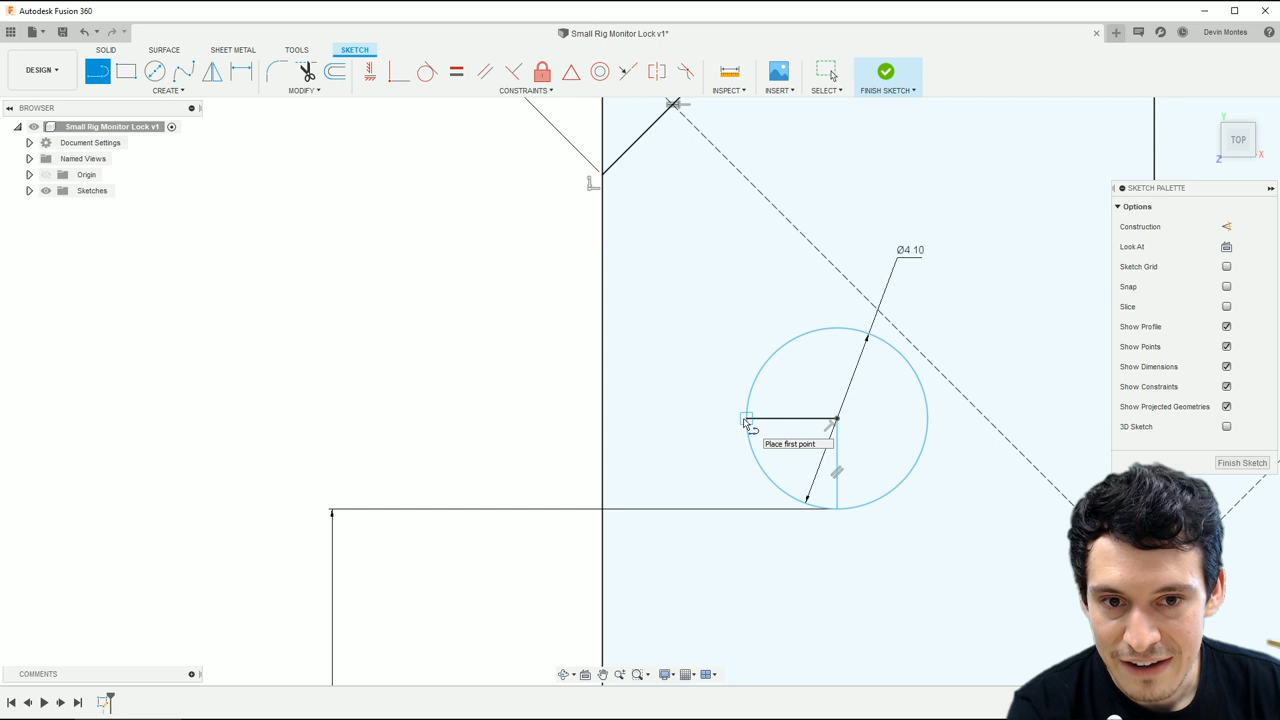 Autodesk Fusion 360
Small Rig Monitor Lock v1*
Devin Montes
DESIGN
SOLID
SURFACE
SHEET METAL
TOOLS
SKETCH
CREATE
MODIFY
CONSTRAINTS
INSPECT
INSERT
SELECT
FINISH SKETCH
BROWSER
Small Rig Monitor Lock v1
Document Settings
Named Views
Origin
Sketches
TOP
Y
X
Z
SKETCH PALETTE
Options
Construction
Look At
Sketch Grid
Snap
Slice
Show Profile
Show Points
Show Dimensions
Show Constraints
Show Projected Geometries
3D Sketch
Finish Sketch
Ø4.10
Place first point
COMMENTS